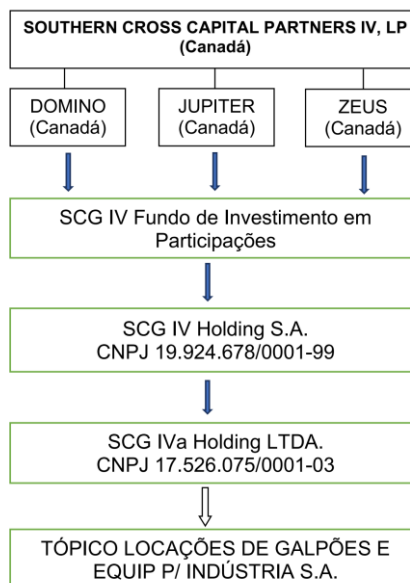 SOUTHERN CROSS CAPITAL PARTNERS IV, LP
(Canadá)
DOMINO
(Canadá)
JUPITER
(Canadá)
ZEUS
(Canadá)
SCG IV Fundo de Investimento em
Participações
SCG IV Holding S.A.
CNPJ 19.924.678/0001-99
SCG IVa Holding LTDA.
CNPJ 17.526.075/0001-03
TÓPICO LOCAÇÕES DE GALPÕES E
EQUIP P/ INDÚSTRIA S.A.